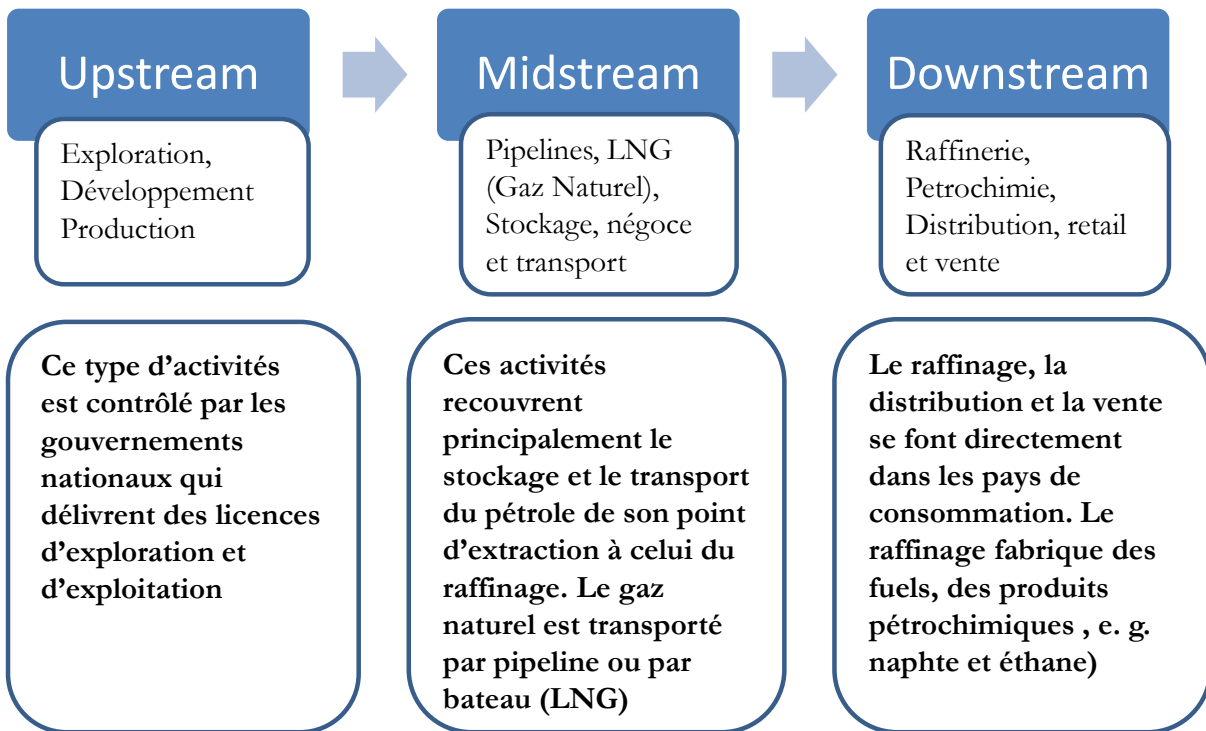 Upstream
Exploration,
Développement
Production
Ce type d’activités
est contrôlé par les
gouvernements
nationaux qui
délivrent des licences
d’exploration et
d’exploitation
Midstream
Pipelines, LNG
(Gaz Naturel),
Stockage, négoce
et transport
Ces activités
recouvrent
principalement le
stockage et le transport
du pétrole de son point
d’extraction à celui du
raffinage. Le gaz
naturel est transporté
par pipeline ou par
bateau (LNG)
Downstream
Raffinerie,
Petrochimie,
Distribution, retail
et vente
Le raffinage, la
distribution et la vente
se font directement
dans les pays de
consommation. Le
raffinage fabrique des
fuels, des produits
pétrochimiques , e. g.
naphte et éthane)